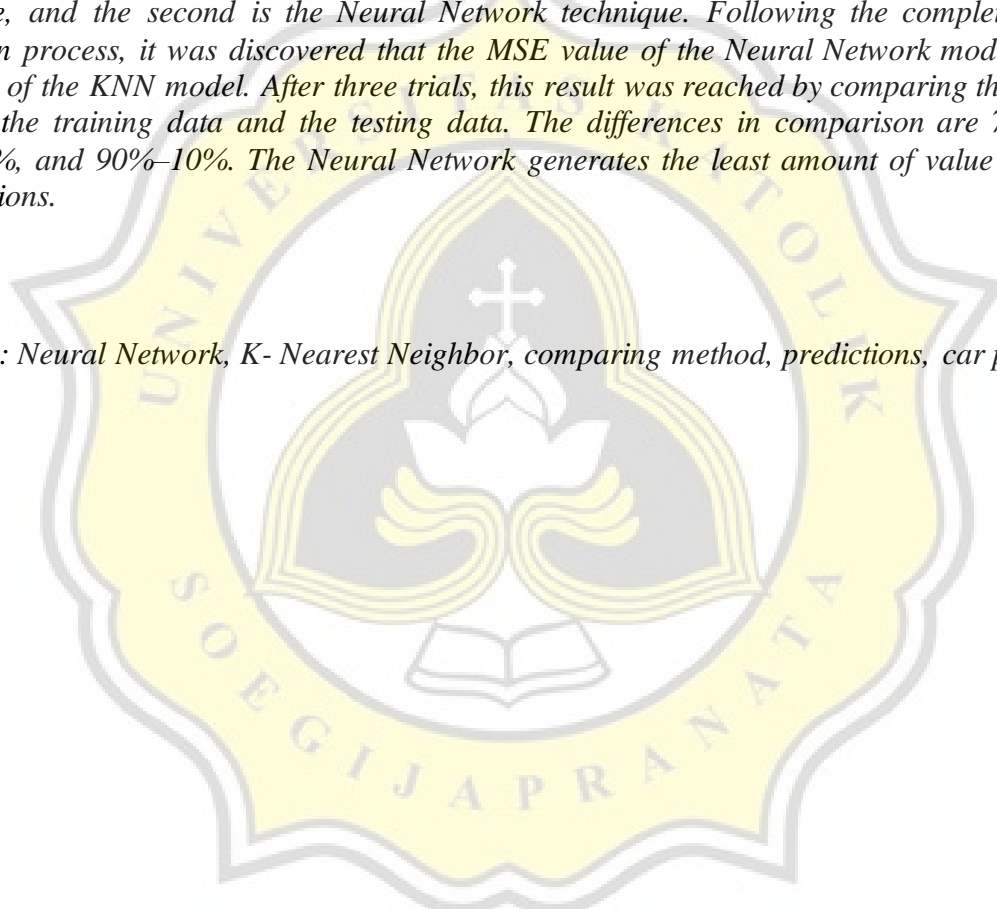 e, and the second is the Neural Network technique. Following the comple
n process, it was discovered that the MSE value of the Neural Network mod
of the KNN model. After three trials, this result was reached by comparing th
the training data and the testing data. The differences in comparison are 7
%, and 90%–10%. The Neural Network generates the least amount of value
ions.
: Neural Network, K- Nearest Neighbor, comparing method, predictions, car p
UNIVERSITAS KATOLIK
SOEGIJAPRANATA